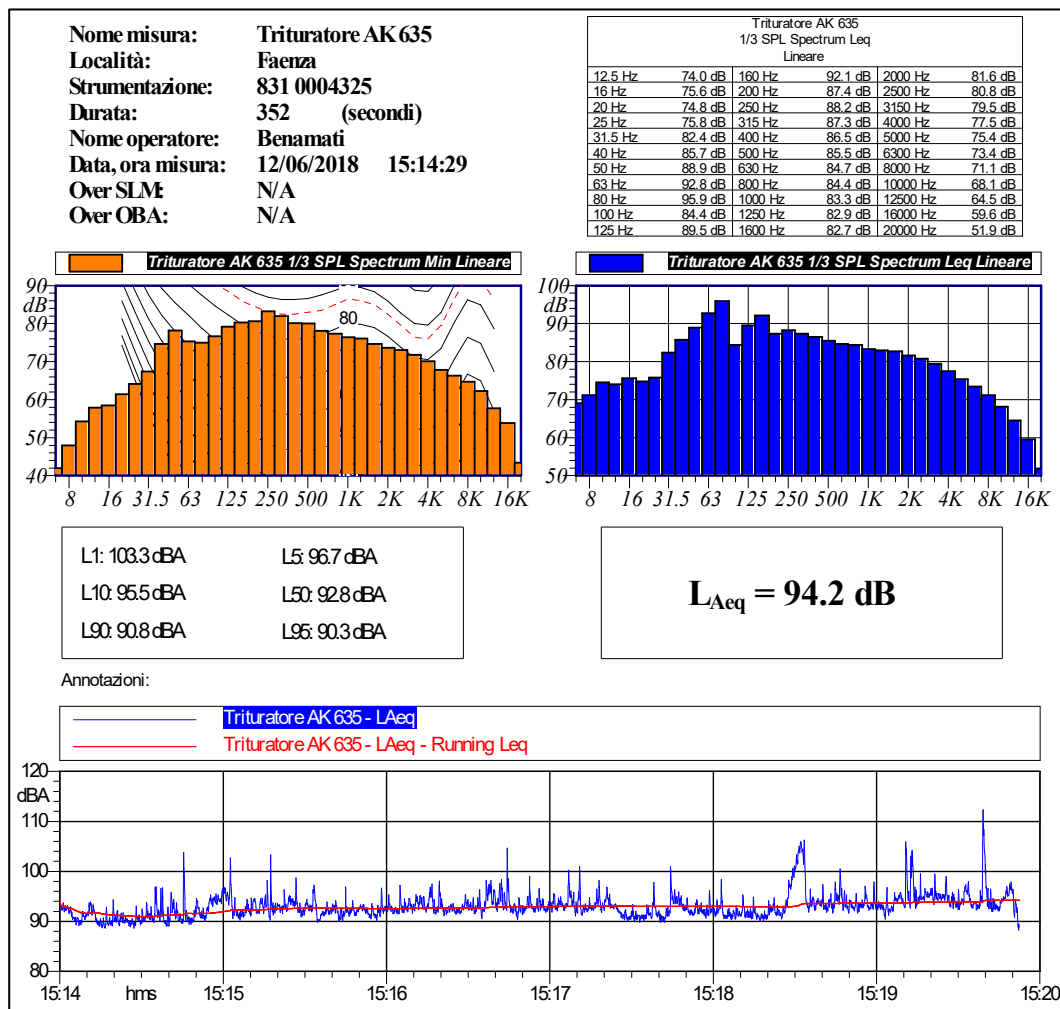 Nome misura: Trituratore AK 635
Località: Faenza
Strumentazione: 831 0004325
Durata: 352 (secondi)
Nome operatore: Benamati
Data, ora misura: 12/06/2018 15:14:29
Over SLM: N/A
Over OBA: N/A
Trituratore AK 635
1/3 SPL Spectrum Leq
Lineare
12.5 Hz 74.0 dB 160 Hz 92.1 dB 2000 Hz 81.6 dB
16 Hz 75.6 dB 200 Hz 87.4 dB 2500 Hz 80.8 dB
20 Hz 74.8 dB 250 Hz 88.2 dB 3150 Hz 79.5 dB
25 Hz 75.8 dB 315 Hz 87.3 dB 4000 Hz 77.5 dB
31.5 Hz 82.4 dB 400 Hz 86.5 dB 5000 Hz 75.4 dB
40 Hz 85.7 dB 500 Hz 85.5 dB 6300 Hz 73.4 dB
50 Hz 88.9 dB 630 Hz 84.7 dB 8000 Hz 71.1 dB
63 Hz 92.8 dB 800 Hz 84.4 dB 10000 Hz 68.1 dB
80 Hz 95.9 dB 1000 Hz 83.3 dB 12500 Hz 64.5 dB
100 Hz 84.4 dB 1250 Hz 82.9 dB 16000 Hz 59.6 dB
125 Hz 89.5 dB 1600 Hz 82.7 dB 20000 Hz 51.9 dB
Trituratore AK 635 1/3 SPL Spectrum Min Lineare
90
dB
80
70
60
50
40
80
8 16 31.5 63 125 250 500 1K 2K 4K 8K 16K
Trituratore AK 635 1/3 SPL Spectrum Leq Lineare
100
dB
90
80
70
60
50
8 16 31.5 63 125 250 500 1K 2K 4K 8K 16K
L1: 103.3 dBA L5: 96.7 dBA
L10: 95.5 dBA L50: 92.8 dBA
L90: 90.8 dBA L95: 90.3 dBA
LAeq = 94.2 dB
Annotazioni:
Trituratore AK 635 - LAeq
Trituratore AK 635 - LAeq - Running Leq
120
dBA
110
100
90
80
15:14 hms 15:15 15:16 15:17 15:18 15:19 15:20